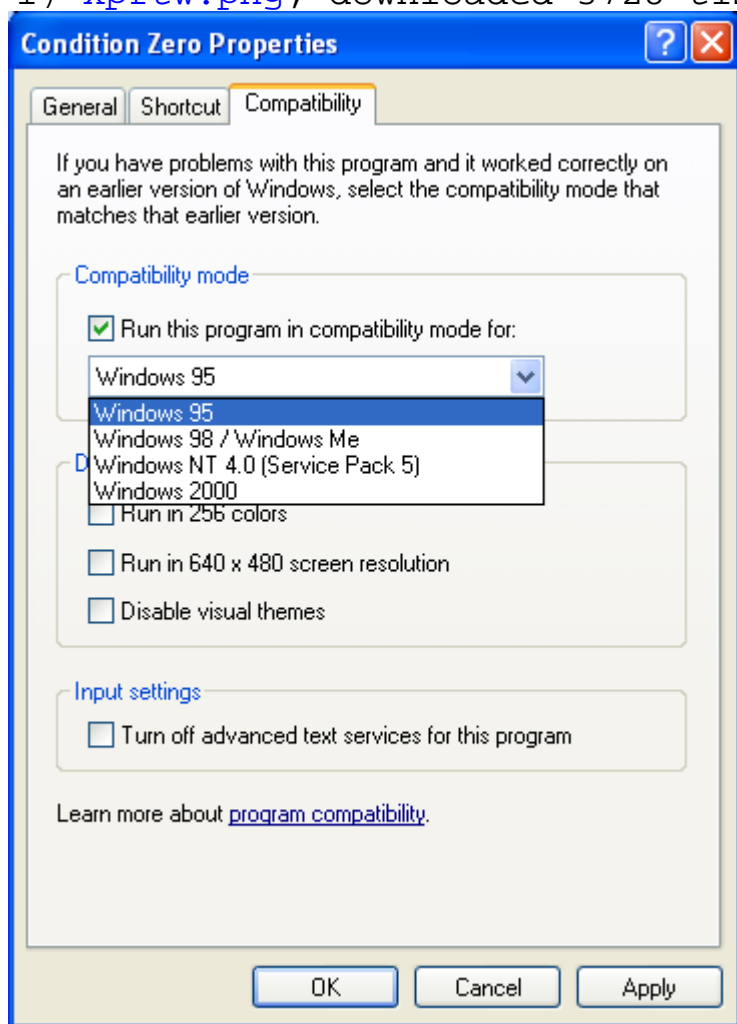 Condition Zero Properties
General Shortcut Compatibility
If you have problems with this program and it worked correctly on
an earlier version of Windows, select the compatibility mode that
matches that earlier version.
Compatibility mode
Run this program in compatibility mode for:
Windows 95
Windows 95
Windows 98 / Windows Me
Windows NT 4.0 (Service Pack 5)
Windows 2000
Run in 256 colors
Run in 640 x 480 screen resolution
Disable visual themes
Input settings
Turn off advanced text services for this program
Learn more about program compatibility.
OK Cancel Apply